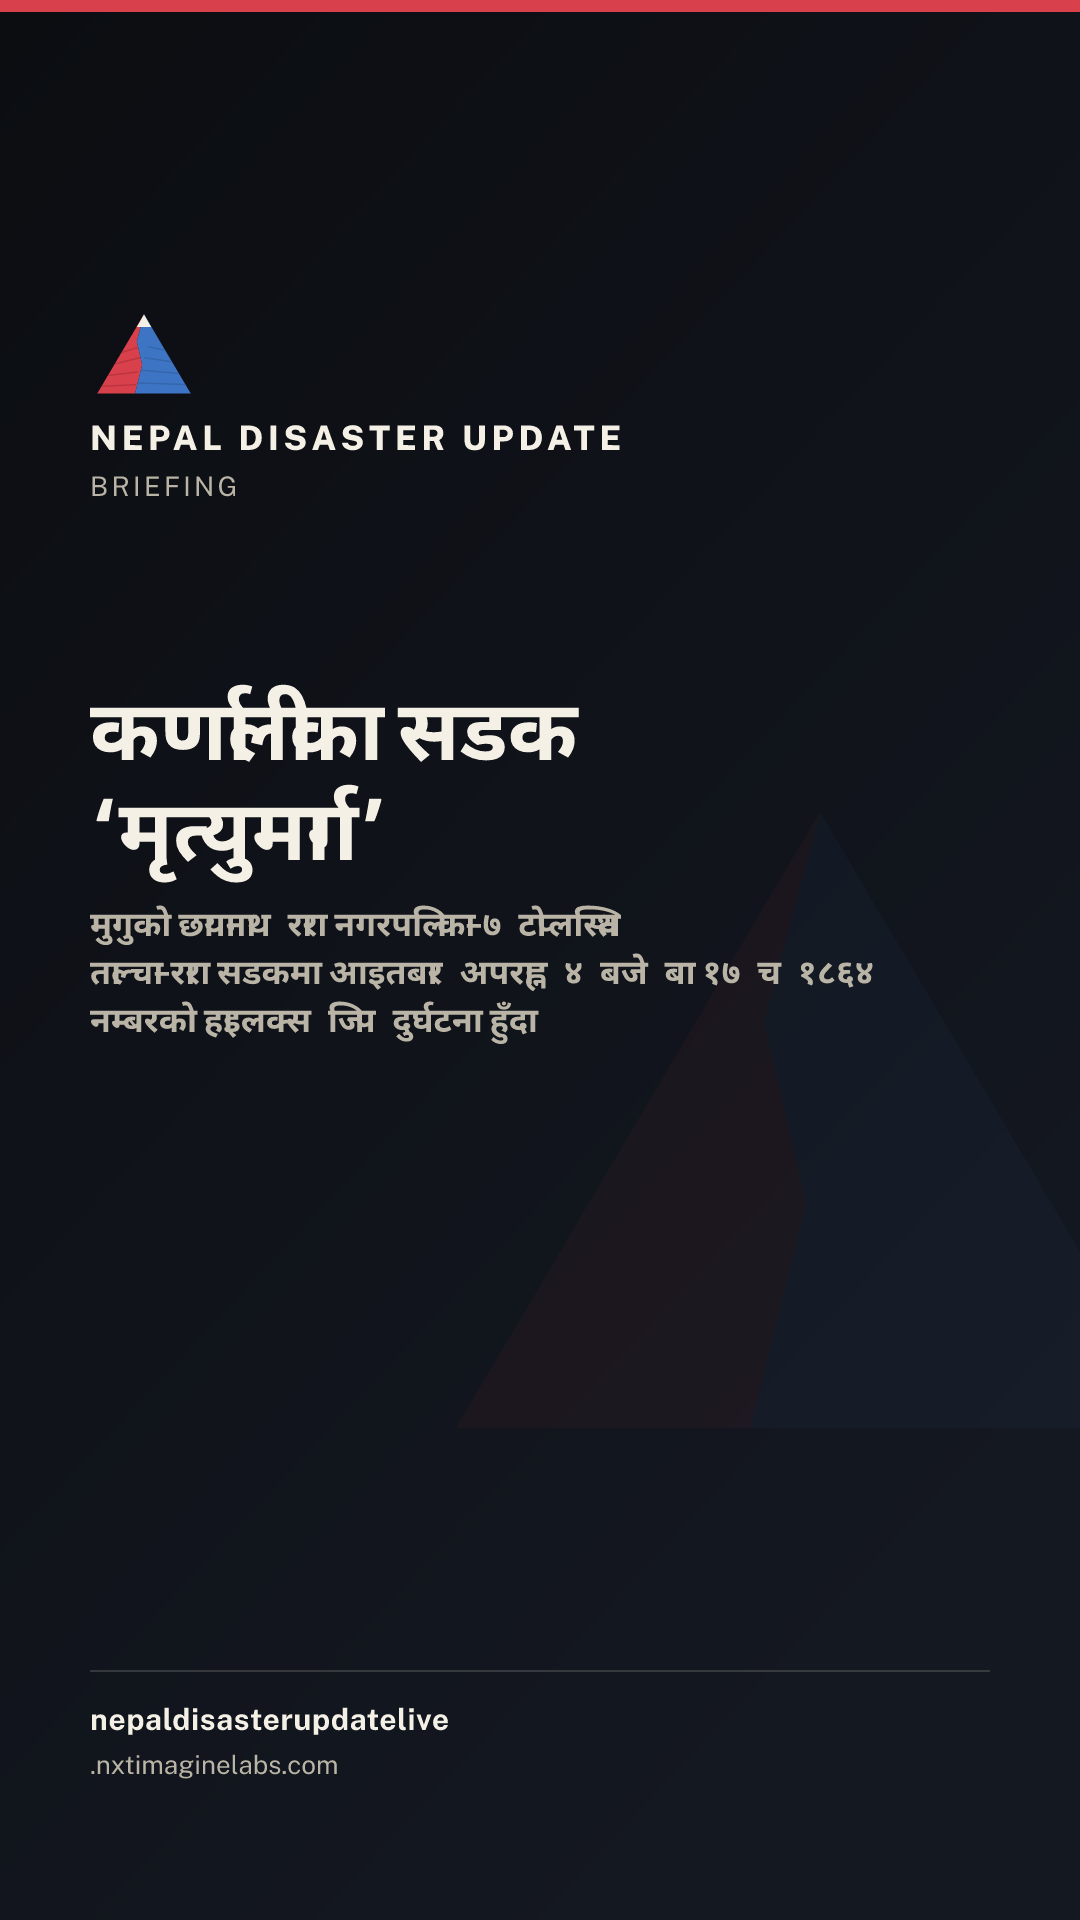 NEPAL DISASTER UPDATE
BRIEFING
कर्णालीका सडक
‘मृत्युमार्ग’
मुगुको छायानाथ रारा नगरपालिका–७ टोप्लास्थित
ताल्चा–रारा सडकमा आइतबार अपराह्न ४ बजे बा १७ च १८६४
नम्बरको हाइलक्स जिप दुर्घटना हुँदा
nepaldisasterupdatelive
.nxtimaginelabs.com